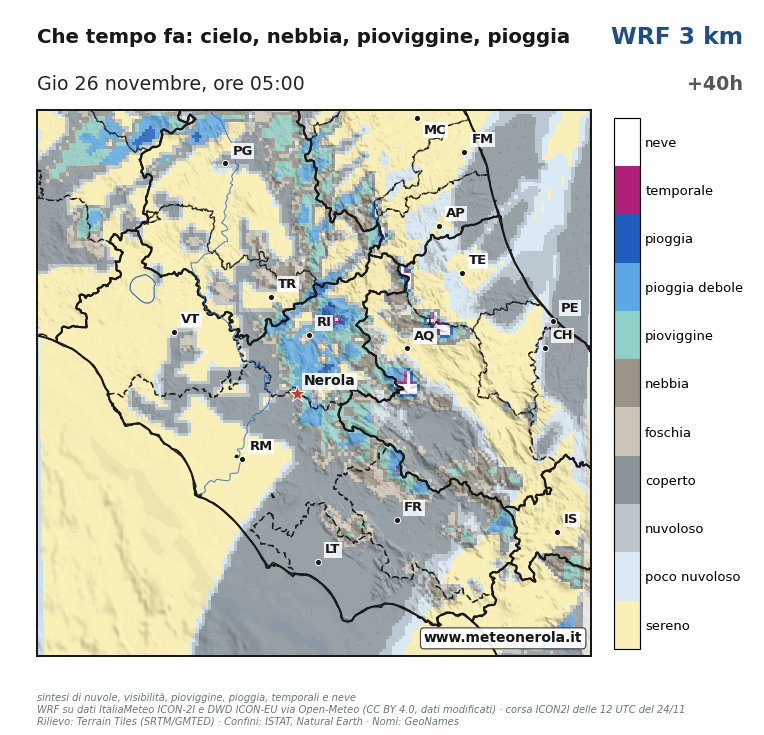 Che tempo fa: cielo, nebbia, pioviggine, pioggia
WRF 3 km
Gio 26 novembre, ore 05:00
+40h
MC
FM
PG
AP
TE
TR
PE
VT
RI
AQ
CH
Nerola
RM
FR
IS
LT
www.meteonerola.it
neve
temporale
pioggia
pioggia debole
pioviggine
nebbia
foschia
coperto
nuvoloso
poco nuvoloso
sereno
sintesi di nuvole, visibilità, pioviggine, pioggia, temporali e neve
WRF su dati ItaliaMeteo ICON-2I e DWD ICON-EU via Open-Meteo (CC BY 4.0, dati modificati) · corsa ICON2I delle 12 UTC del 24/11
Rilievo: Terrain Tiles (SRTM/GMTED) · Confini: ISTAT, Natural Earth · Nomi: GeoNames